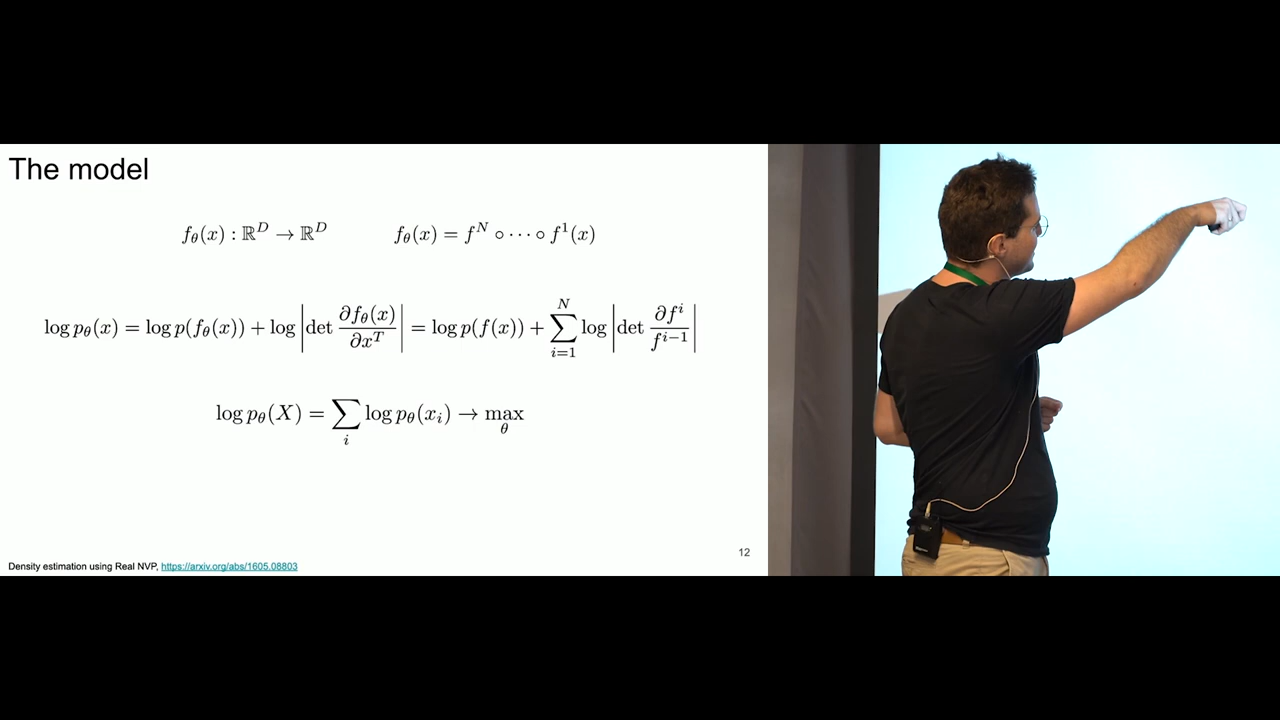 The model
f_θ(x) : ℝ^D → ℝ^D    f_θ(x) = f^N ∘ ⋯ ∘ f^1(x)
log p_θ(x) = log p(f_θ(x)) + log |det ∂f_θ(x)/∂x^T| = log p(f(x)) + ∑_{i=1}^{N} log |det ∂f^i/f^{i−1}|
log p_θ(X) = ∑_i log p_θ(x_i) → max_θ
12
Density estimation using Real NVP, https://arxiv.org/abs/1605.08803